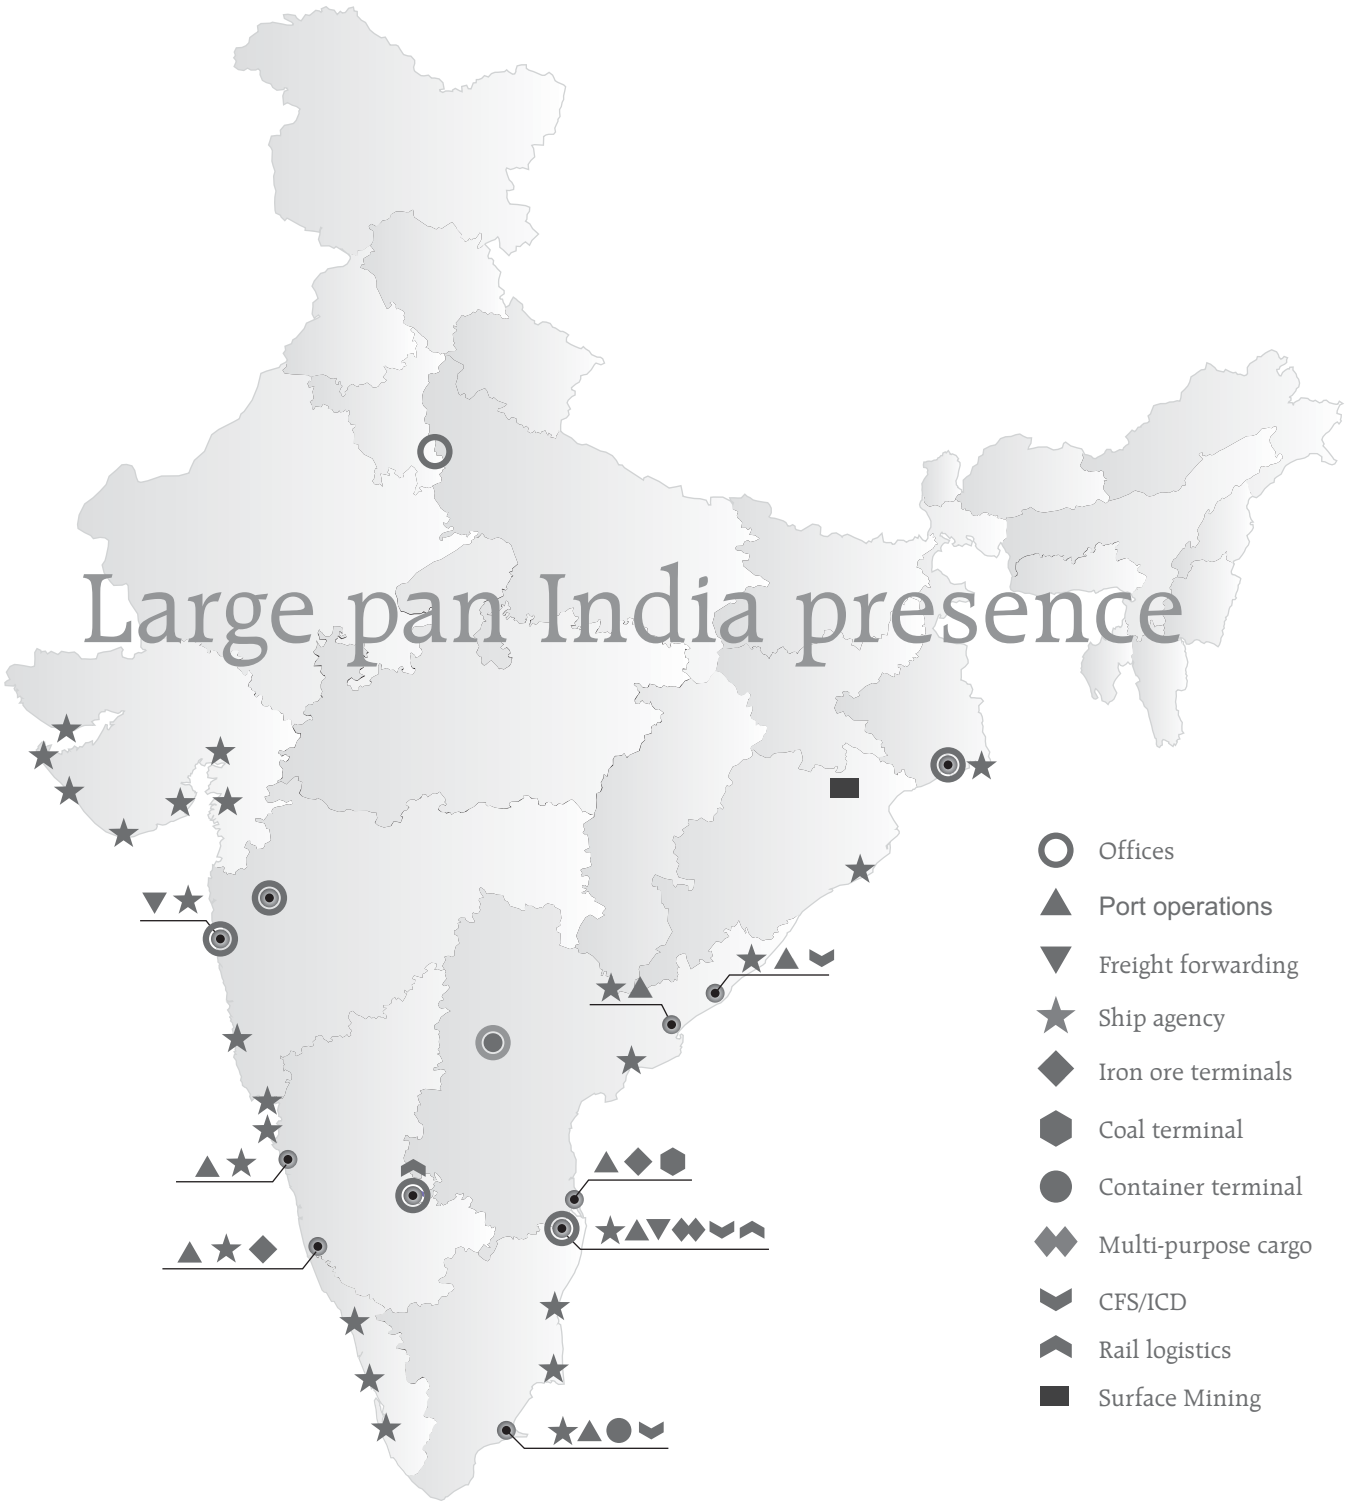 Large pan India presence
Offices
Port operations
Freight forwarding
Ship agency
Iron ore terminals
Coal terminal
Container terminal
Multi-purpose cargo
CFS/ICD
Rail logistics
Surface Mining